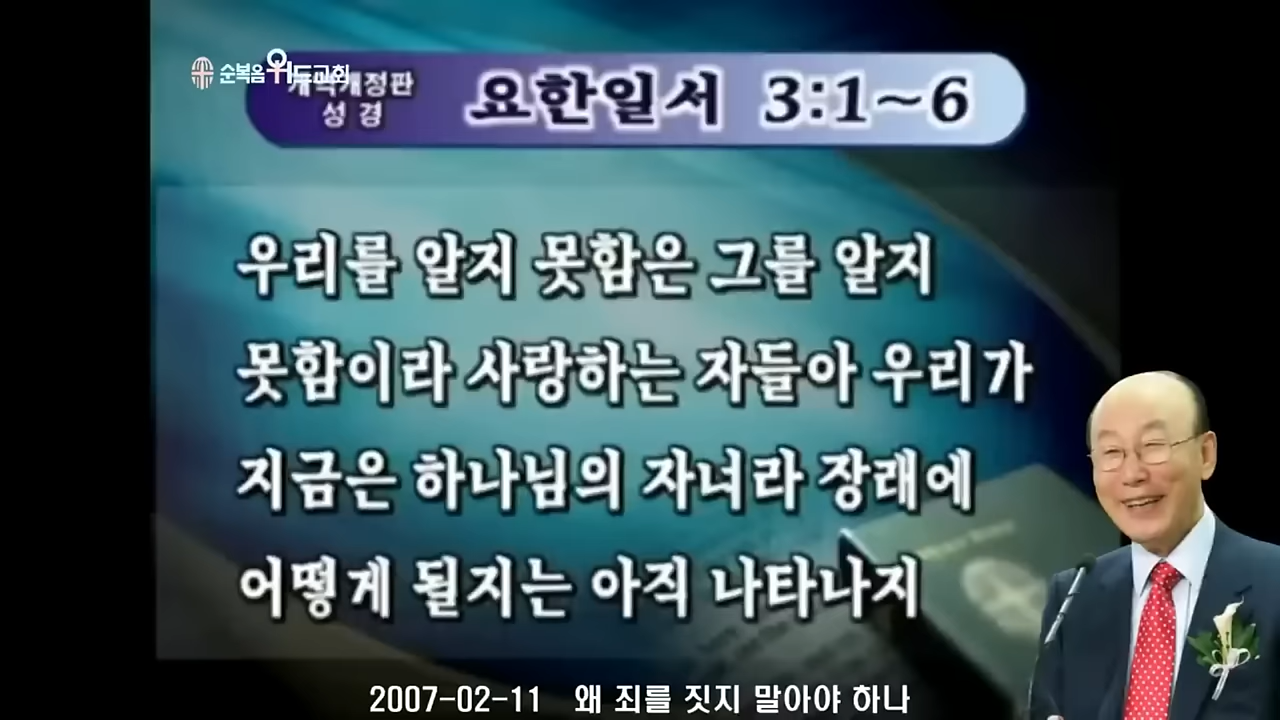 순복음위도교회
개역개정판
성경
요한일서 3:1~6
우리를 알지 못함은 그를 알지
못함이라 사랑하는 자들아 우리가
지금은 하나님의 자녀라 장래에
어떻게 될지는 아직 나타나지
2007-02-11 왜 죄를 짓지 말아야 하나